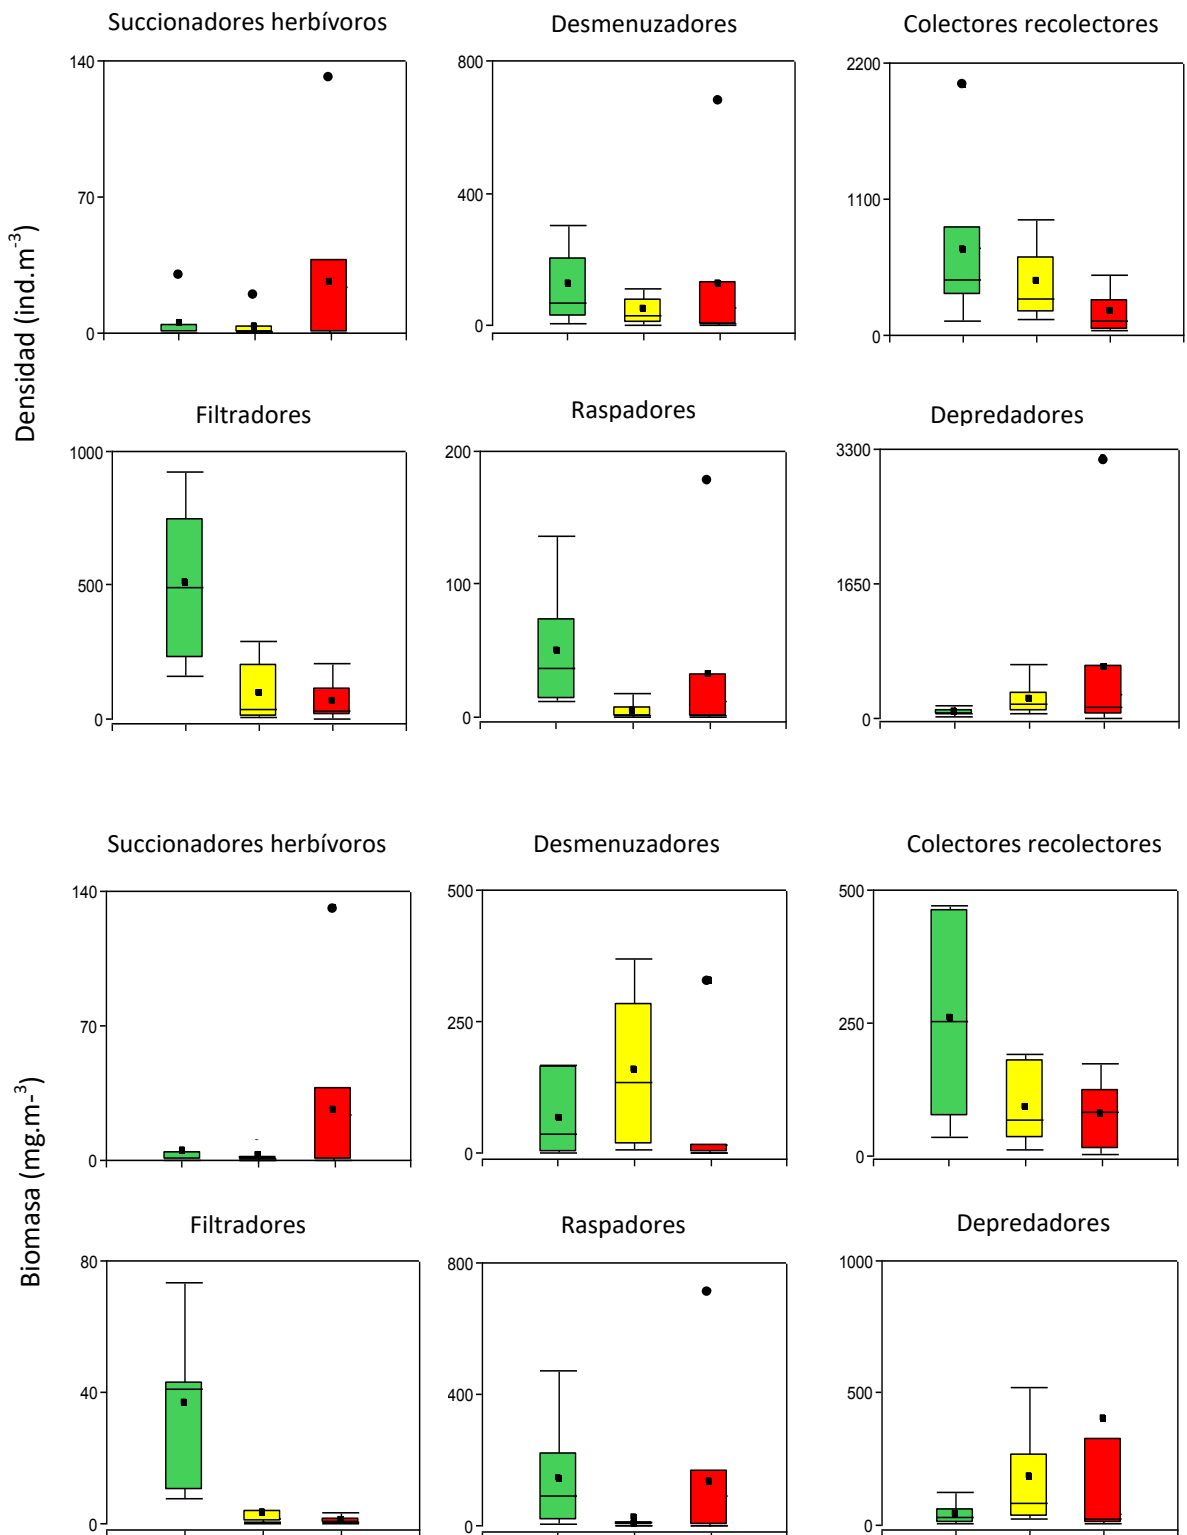 Succionadores herbívoros
Desmenuzadores
Colectores recolectores
140
70
0
800
400
0
2200
1100
0
Densidad (ind.m-3)
Filtradores
Raspadores
Depredadores
1000
500
0
200
100
0
3300
1650
0
Succionadores herbívoros
Desmenuzadores
Colectores recolectores
140
70
0
500
250
0
500
250
0
Biomasa (mg.m-3)
Filtradores
Raspadores
Depredadores
80
40
0
800
400
0
1000
500
0